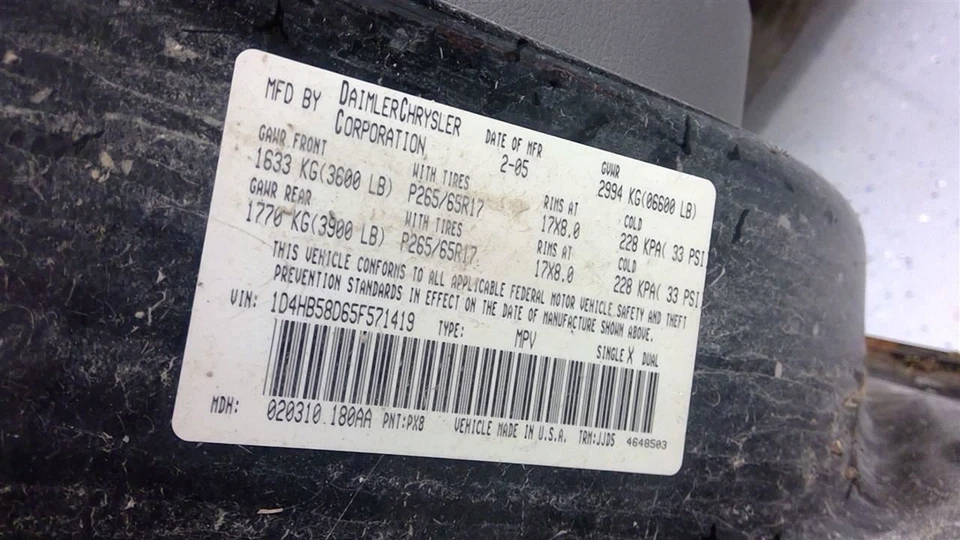 MFD BY DAIMLERCHRYSLER CORPORATION
DATE OF MFR 2-05
GVWR 2994 KG(06600 LB)
GAWR FRONT WITH TIRES RIMS AT COLD
1633 KG(3600 LB) P265/65R17 17X8.0 228 KPA( 33 PSI
GAWR REAR WITH TIRES RIMS AT COLD
1770 KG(3900 LB) P265/65R17 17X8.0 228 KPA( 33 PSI
THIS VEHICLE CONFORMS TO ALL APPLICABLE FEDERAL MOTOR VEHICLE SAFETY AND THEFT
PREVENTION STANDARDS IN EFFECT ON THE DATE OF MANUFACTURE SHOWN ABOVE.
VIN: 1D4HB58D65F571419 TYPE: MPV SINGLE X DUAL
MDH: 020310 180AA PNT:PX8 VEHICLE MADE IN U.S.A. TRM:JJD5 4648503